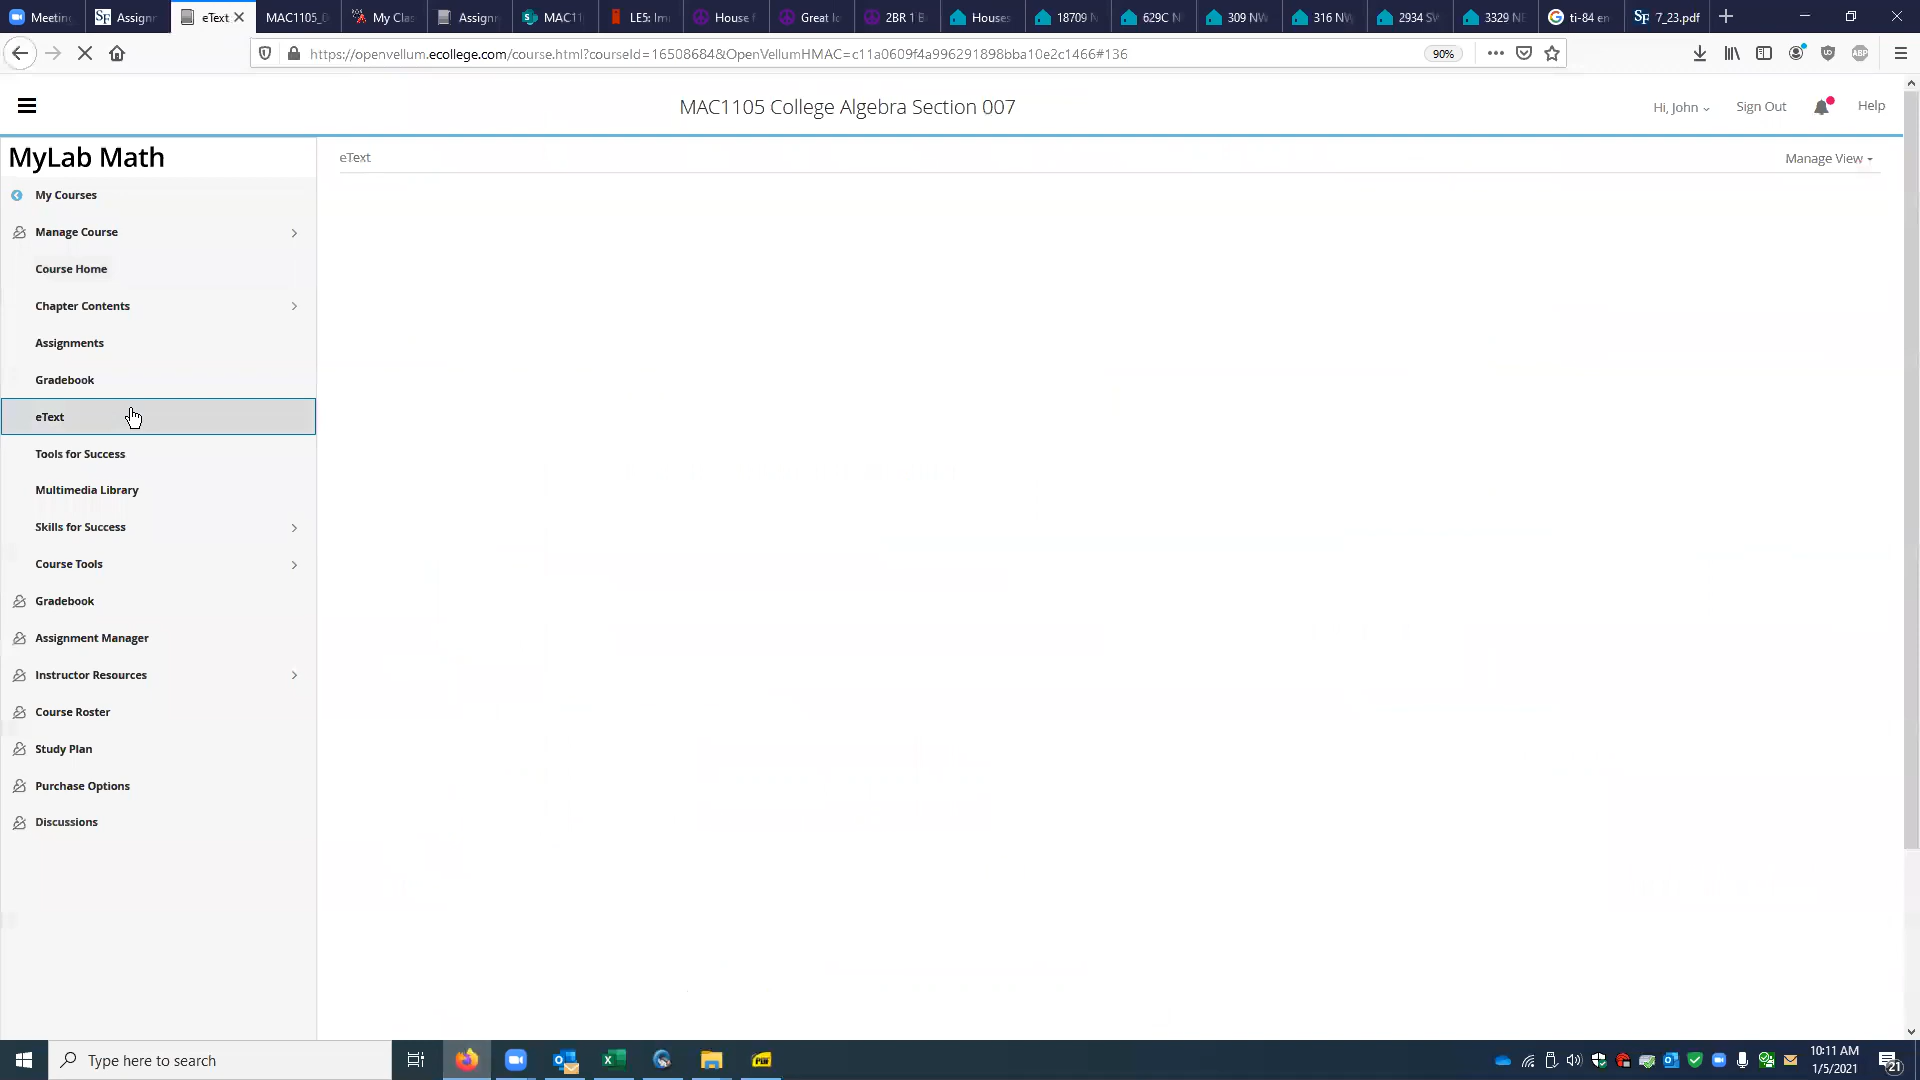 Meeting
Assignm
eText
MAC1105_D
My Clas
Assignm
MAC11
LE5: Im
House f
Great lo
2BR 1 B
Houses
18709 N
629C N
309 NW
316 NW
2934 SW
3329 NE
ti-84 en
7_23.pdf
https://openvellum.ecollege.com/course.html?courseId=16508684&OpenVellumHMAC=c11a0609f4a996291898bba10e2c1466#136
90%
MAC1105 College Algebra Section 007
Hi, John
Sign Out
Help
MyLab Math
eText
Manage View
My Courses
Manage Course
Course Home
Chapter Contents
Assignments
Gradebook
eText
Tools for Success
Multimedia Library
Skills for Success
Course Tools
Gradebook
Assignment Manager
Instructor Resources
Course Roster
Study Plan
Purchase Options
Discussions
Type here to search
10:11 AM
1/5/2021
21